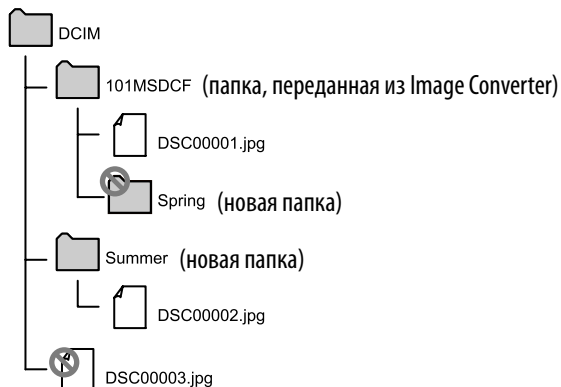 DCIM
101MSDCF (папка, переданная из Image Converter)
DSC00001.jpg
Spring (новая папка)
Summer (новая папка)
DSC00002.jpg
DSC00003.jpg